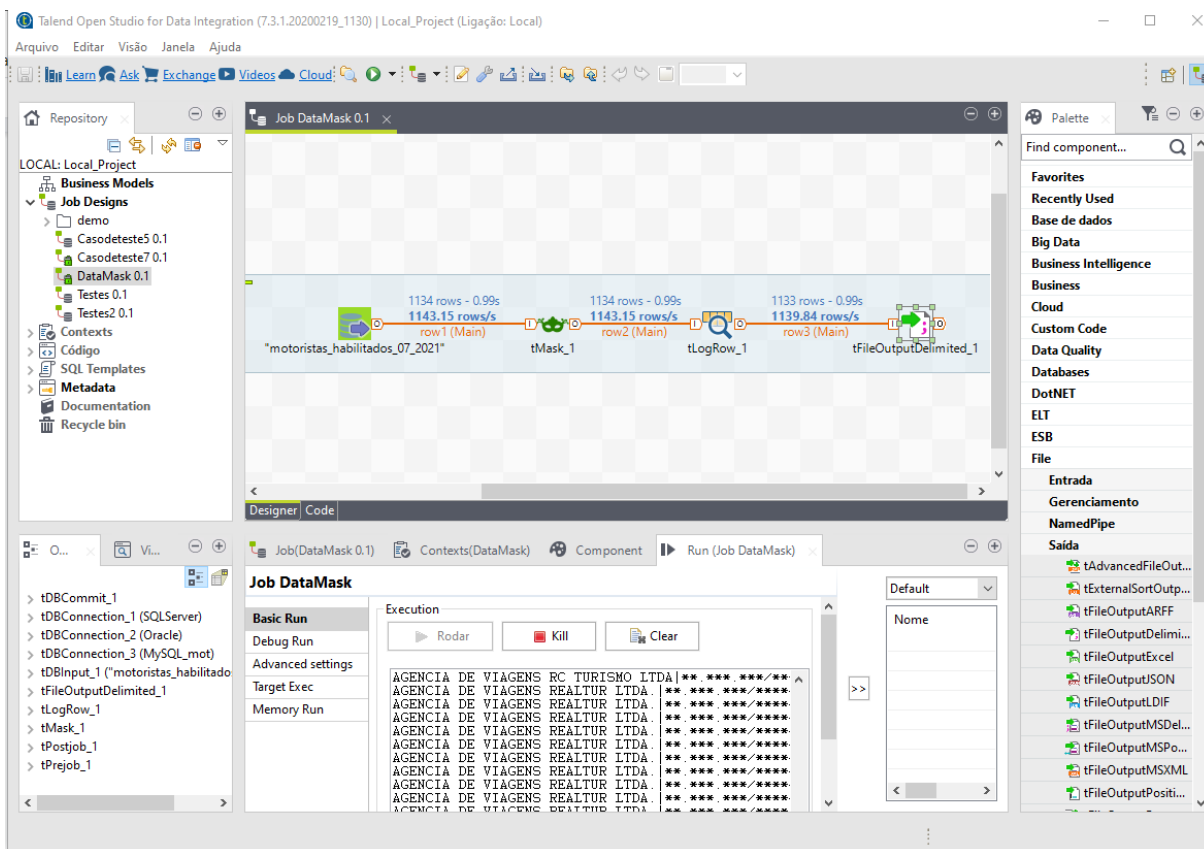 Talend Open Studio for Data Integration (7.3.1.20200219_1130) | Local_Project (Ligação: Local)
Arquivo Editar Visão Janela Ajuda
Learn Ask Exchange Videos Cloud
Repository
LOCAL: Local_Project
Business Models
Job Designs
demo
Casodeteste5 0.1
Casodeteste7 0.1
DataMask 0.1
Testes 0.1
Testes2 0.1
Contexts
Código
SQL Templates
Metadata
Documentation
Recycle bin
Job DataMask 0.1
1134 rows - 0.99s 1134 rows - 0.99s 1133 rows - 0.99s
1143.15 rows/s 1143.15 rows/s 1139.84 rows/s
row1 (Main) row2 (Main) row3 (Main)
"motoristas_habilitados_07_2021" tMask_1 tLogRow_1 tFileOutputDelimited_1
Designer Code
Palette
Find component...
Favorites
Recently Used
Base de dados
Big Data
Business Intelligence
Business
Cloud
Custom Code
Data Quality
Databases
DotNET
ELT
ESB
File
Entrada
Gerenciamento
NamedPipe
Saída
tAdvancedFileOut...
tExternalSortOutp...
tFileOutputARFF
tFileOutputDelimi...
tFileOutputExcel
tFileOutputJSON
tFileOutputLDIF
tFileOutputMSDel...
tFileOutputMSPo...
tFileOutputMSXML
tFileOutputPositi...
O... Vi...
tDBCommit_1
tDBConnection_1 (SQLServer)
tDBConnection_2 (Oracle)
tDBConnection_3 (MySQL_mot)
tDBInput_1 ("motoristas_habilitado
tFileOutputDelimited_1
tLogRow_1
tMask_1
tPostjob_1
tPrejob_1
Job(DataMask 0.1) Contexts(DataMask) Component Run (Job DataMask)
Job DataMask
Basic Run
Debug Run
Advanced settings
Target Exec
Memory Run
Execution
Rodar Kill Clear
AGENCIA DE VIAGENS RC TURISMO LTDA|**.***.***/**
AGENCIA DE VIAGENS REALTUR LTDA.|**.***.***/****
AGENCIA DE VIAGENS REALTUR LTDA.|**.***.***/****
AGENCIA DE VIAGENS REALTUR LTDA.|**.***.***/****
AGENCIA DE VIAGENS REALTUR LTDA.|**.***.***/****
AGENCIA DE VIAGENS REALTUR LTDA.|**.***.***/****
AGENCIA DE VIAGENS REALTUR LTDA.|**.***.***/****
AGENCIA DE VIAGENS REALTUR LTDA.|**.***.***/****
AGENCIA DE VIAGENS REALTUR LTDA.|**.***.***/****
AGENCIA DE VIAGENS REALTUR LTDA.|**.***.***/****
AGENCIA DE VIAGENS REALTUR LTDA.|**.***.***/****
>>
Default
Nome